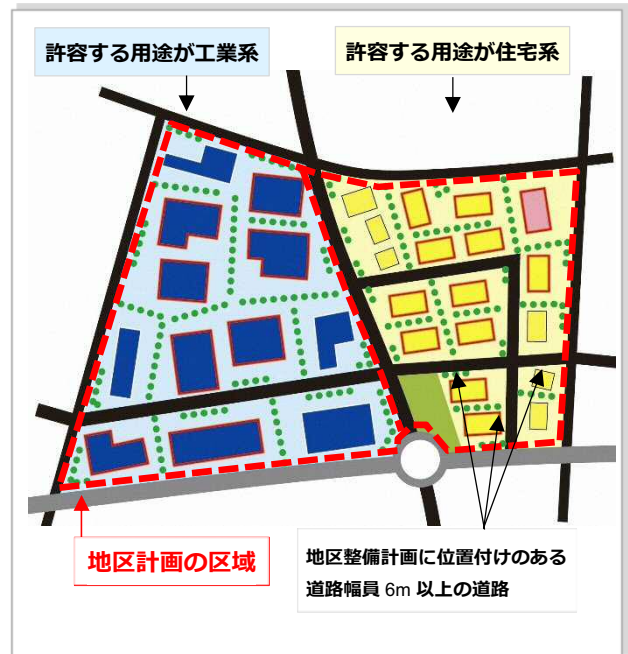 許容する用途が工業系
許容する用途が住宅系
地区計画の区域
地区整備計画に位置付けのある
道路幅員 6m 以上の道路